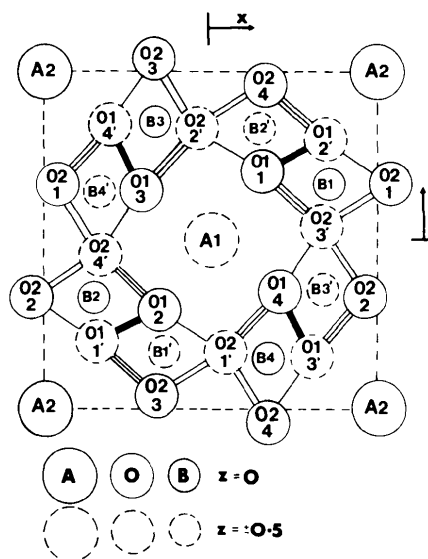 x
O2
3
A2
A2
O2
4
O1
4'
B3
O2
2'
B2'
O1
2'
O2
1
B4'
O1
3
O1
1
B1
O2
1
O2
3'
A1
O2
4'
O2
2
B2
O1
2
O1
4
B3'
O2
2
O1
1'
B1'
O2
1'
B4
O1
3'
A2
O2
3
O2
4
A2
A O B z = 0
z = ±0·5